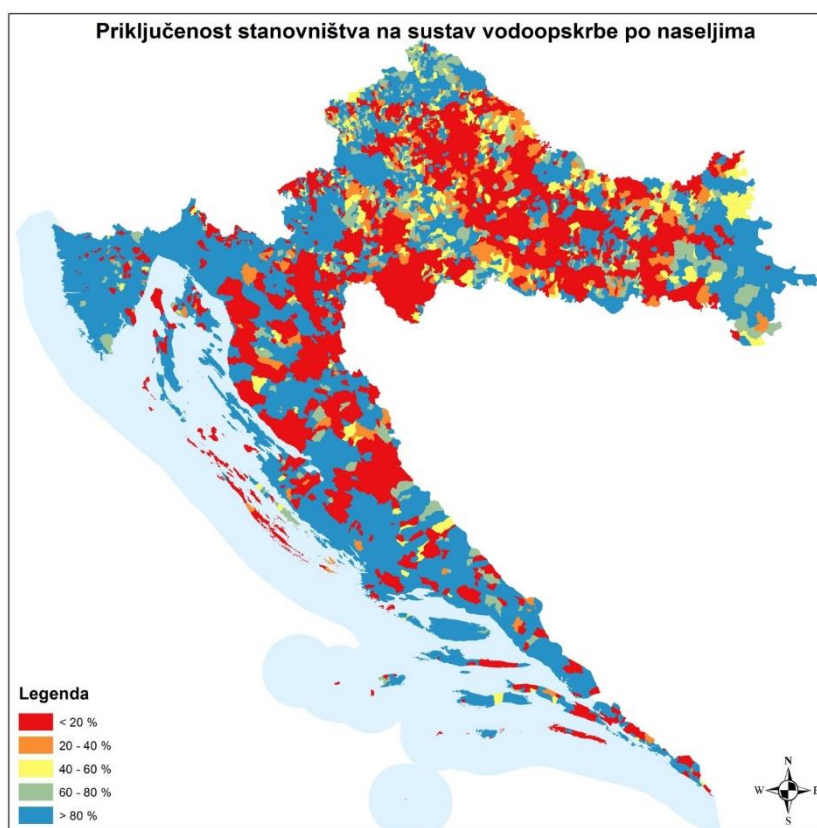 Priključenost stanovništva na sustav vodoopskrbe po naseljima
Legenda
< 20 %
20 - 40 %
40 - 60 %
60 - 80 %
> 80 %
N
W E
S